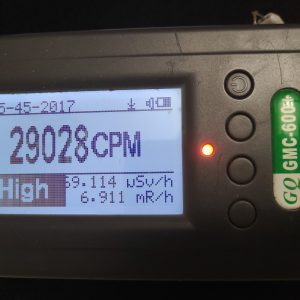 5-45-2017
29028CPM
High
69.114 uSv/h
6.911 mR/h
GQ GMC-600+